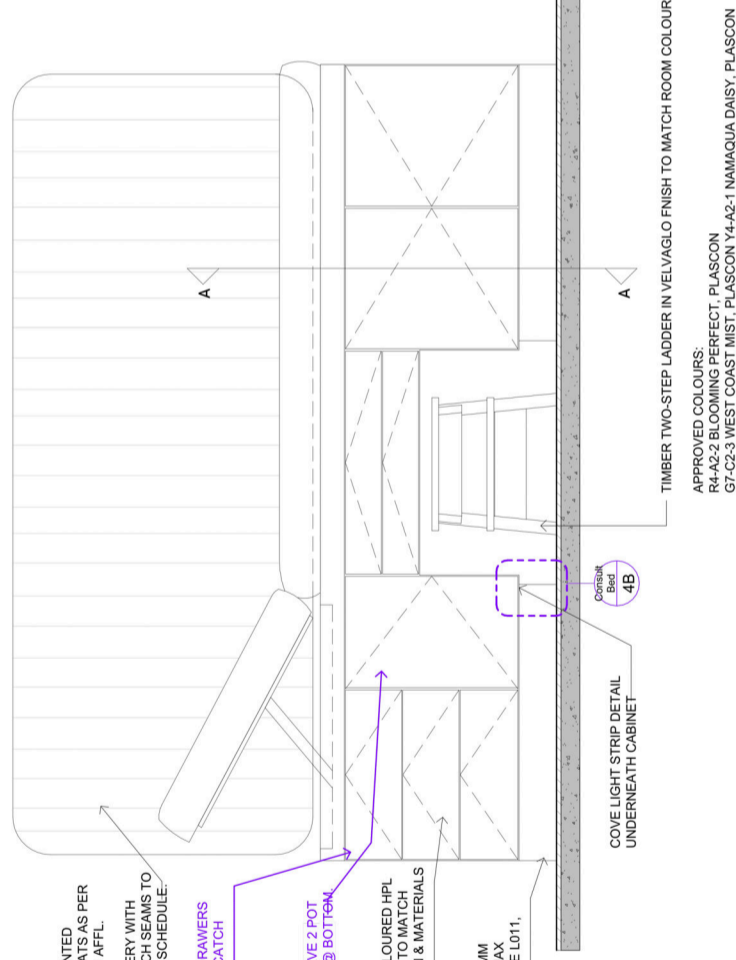 NTED
ATS AS PER
AFFL.
ERY WITH
CH SEAMS TO
SCHEDULE.
RAWERS
CATCH
VE 2 POT
@ BOTTOM.
LOURED HPL
TO MATCH
& MATERIALS
MM
AX
E L011,
A
A
COVE LIGHT STRIP DETAIL
UNDERNEATH CABINET
Consult
Bed
4B
TIMBER TWO-STEP LADDER IN VELVAGLO FNISH TO MATCH ROOM COLOUR
APPROVED COLOURS:
R4-A2-2 BLOOMING PERFECT, PLASCON
G7-C2-3 WEST COAST MIST, PLASCON Y4-A2-1 NAMAQUA DAISY, PLASCON